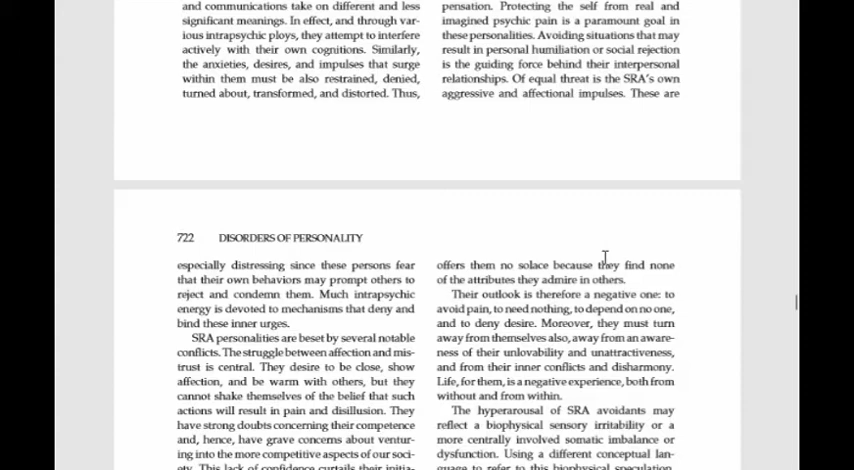 and communications take on different and less
significant meanings. In effect, and through var-
ious intrapsychic ploys, they attempt to interfere
actively with their own cognitions. Similarly,
the anxieties, desires, and impulses that surge
within them must be also restrained, denied,
turned about, transformed, and distorted. Thus,
pensation. Protecting the self from real and
imagined psychic pain is a paramount goal in
these personalities. Avoiding situations that may
result in personal humiliation or social rejection
is the guiding force behind their interpersonal
relationships. Of equal threat is the SRA's own
aggressive and affectional impulses. These are
722 DISORDERS OF PERSONALITY
especially distressing since these persons fear
that their own behaviors may prompt others to
reject and condemn them. Much intrapsychic
energy is devoted to mechanisms that deny and
bind these inner urges.
SRA personalities are beset by several notable
conflicts. The struggle between affection and mis-
trust is central. They desire to be close, show
affection, and be warm with others, but they
cannot shake themselves of the belief that such
actions will result in pain and disillusion. They
have strong doubts concerning their competence
and, hence, have grave concerns about ventur-
ing into the more competitive aspects of our soci-
ety. This lack of confidence curtails their initia-
offers them no solace because they find none
of the attributes they admire in others.
Their outlook is therefore a negative one: to
avoid pain, to need nothing, to depend on no one,
and to deny desire. Moreover, they must turn
away from themselves also, away from an aware-
ness of their unlovability and unattractiveness,
and from their inner conflicts and disharmony.
Life, for them, is a negative experience, both from
without and from within.
The hyperarousal of SRA avoidants may
reflect a biophysical sensory irritability or a
more centrally involved somatic imbalance or
dysfunction. Using a different conceptual lan-
guage to refer to this biophysical speculation,